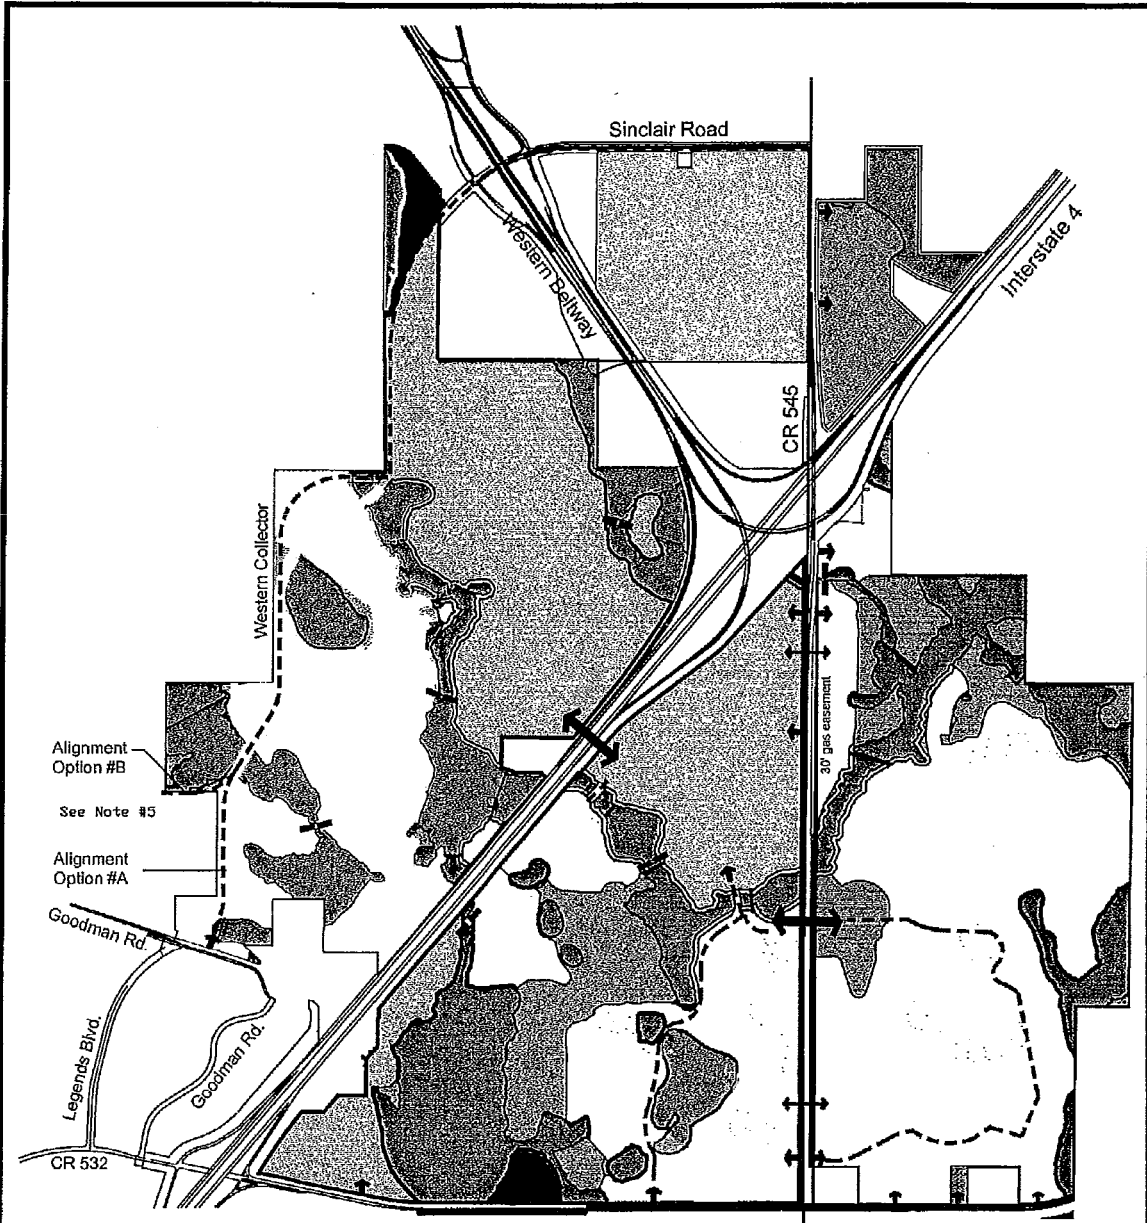 Sinclair Road
Interstate 4
Western Beltway
CR 545
Western Collector
30' gas easement
Alignment
Option #B
See Note #5
Alignment
Option #A
Goodman Rd.
Legends Blvd.
Goodman Rd.
CR 532